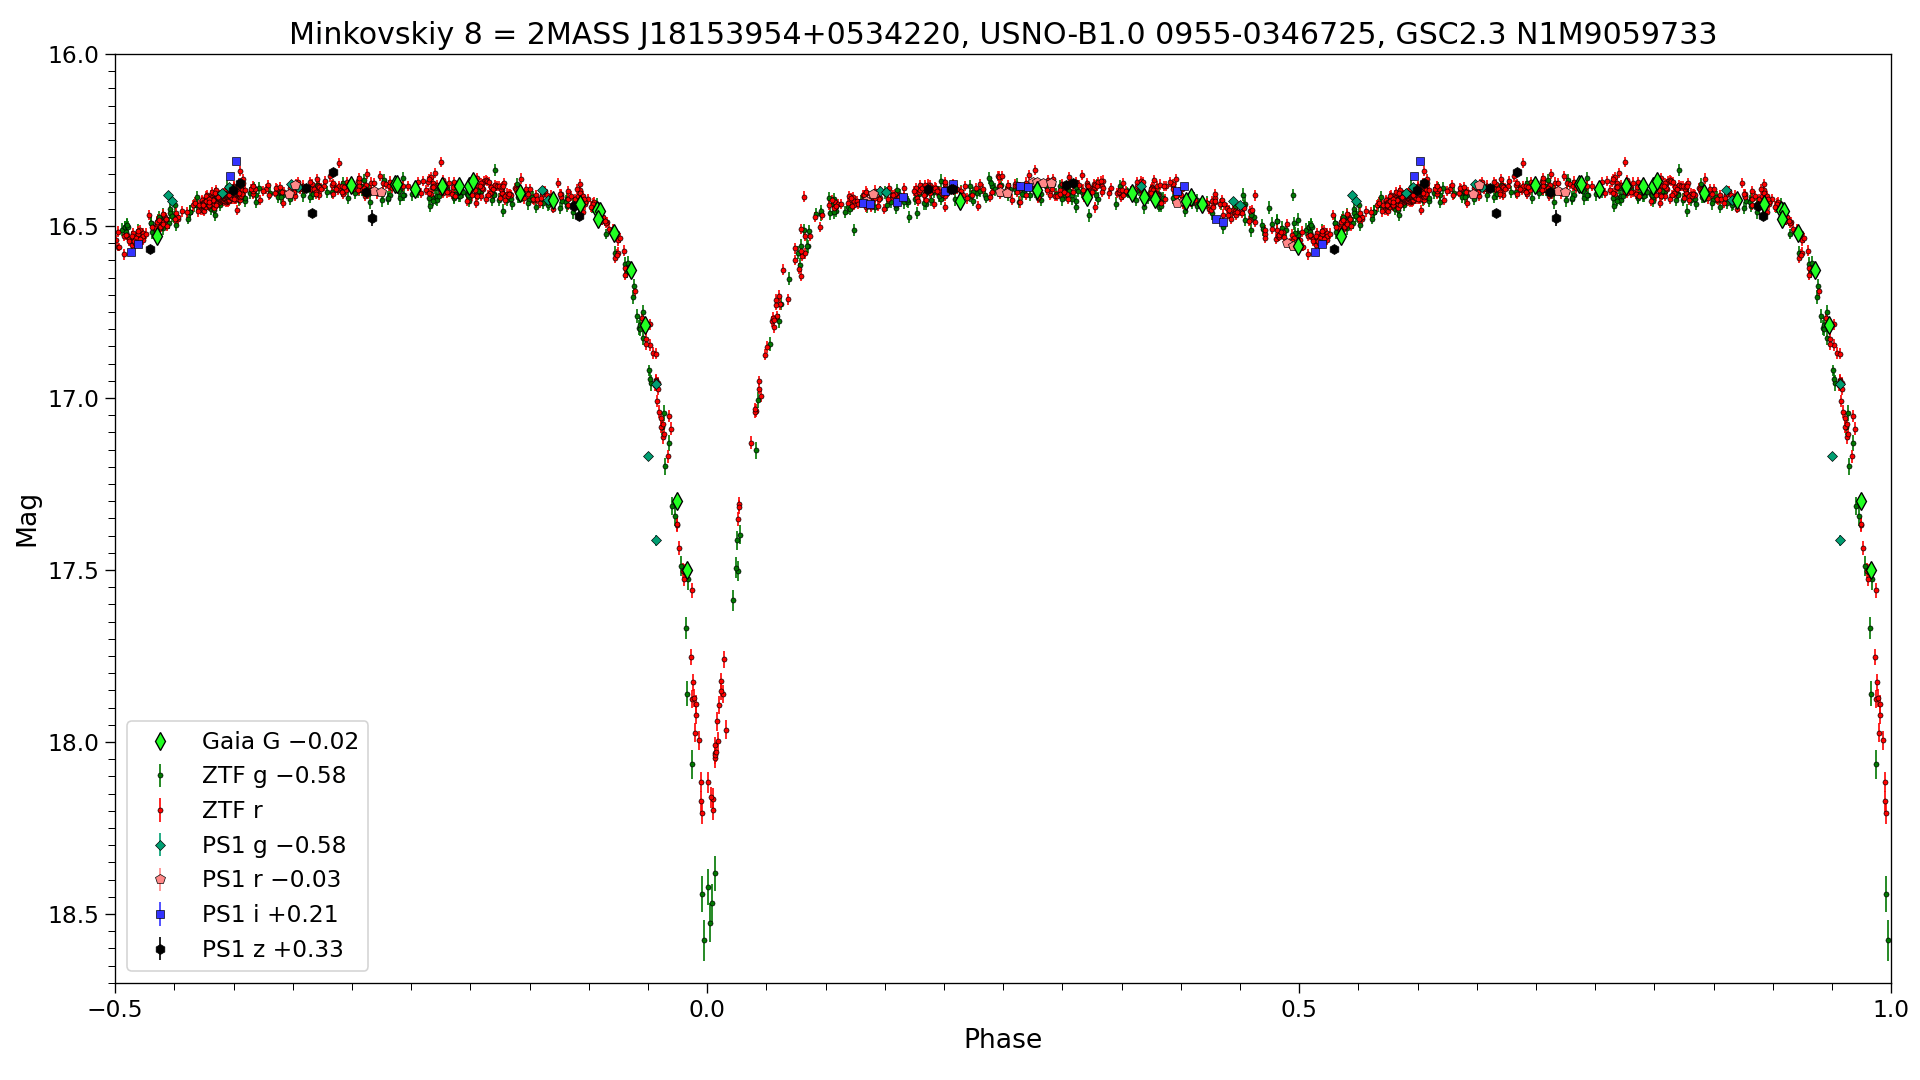 Minkovskiy 8 = 2MASS J18153954+0534220, USNO-B1.0 0955-0346725, GSC2.3 N1M9059733
16.0
16.5
17.0
17.5
18.0
18.5
Mag
Gaia G −0.02
ZTF g −0.58
ZTF r
PS1 g −0.58
PS1 r −0.03
PS1 i +0.21
PS1 z +0.33
−0.5
0.0
0.5
1.0
Phase